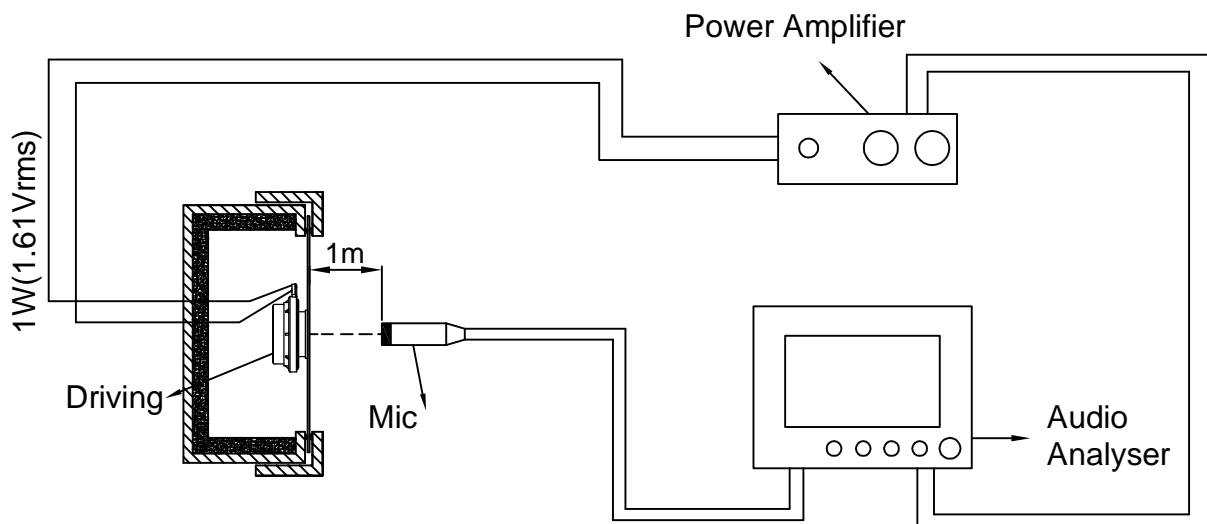 Power Amplifier
1W(1.61Vrms)
1m
Driving
Mic
Audio
Analyser